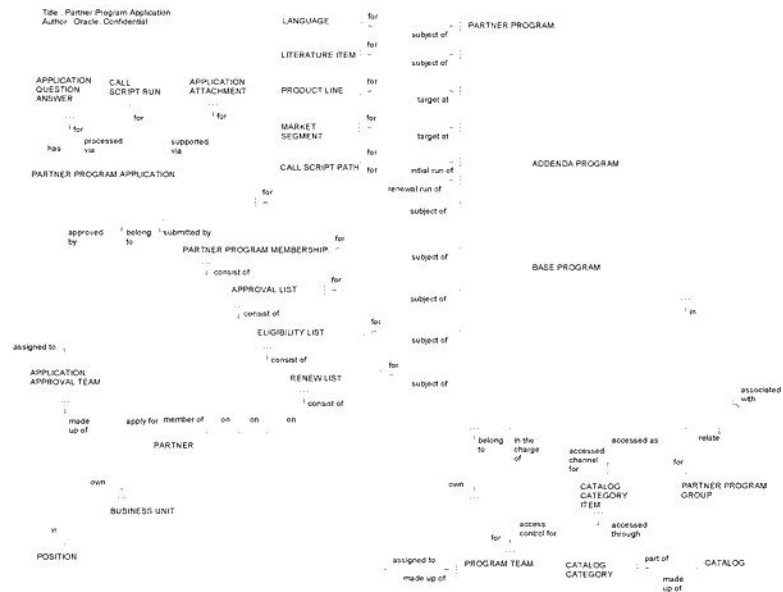 Title : Partner Program Application
Author : Oracle. Confidential
LANGUAGE
for
subject of
PARTNER PROGRAM
LITERATURE ITEM
for
subject of
APPLICATION
QUESTION
ANSWER
CALL
SCRIPT RUN
APPLICATION
ATTACHMENT
PRODUCT LINE
for
target at
for
for
for
MARKET
SEGMENT
for
target at
has
processed
via
supported
via
PARTNER PROGRAM APPLICATION
CALL SCRIPT PATH
for
for
initial run of
renewal run of
ADDENDA PROGRAM
for
subject of
approved
by
belong
to
submitted by
PARTNER PROGRAM MEMBERSHIP
for
subject of
BASE PROGRAM
consist of
APPROVAL LIST
for
subject of
in
consist of
ELIGIBILITY LIST
for
subject of
assigned to
consist of
APPLICATION
APPROVAL TEAM
RENEW LIST
for
subject of
associated
with
consist of
made
up of
apply for
member of
on
on
on
PARTNER
belong
to
in the
charge
of
accessed
channel
for
accessed as
relate
for
own
BUSINESS UNIT
own
CATALOG
CATEGORY
ITEM
PARTNER PROGRAM
GROUP
in
POSITION
for
access
control for
accessed
through
assigned to
made up of
PROGRAM TEAM
CATALOG
CATEGORY
part of
made
up of
CATALOG